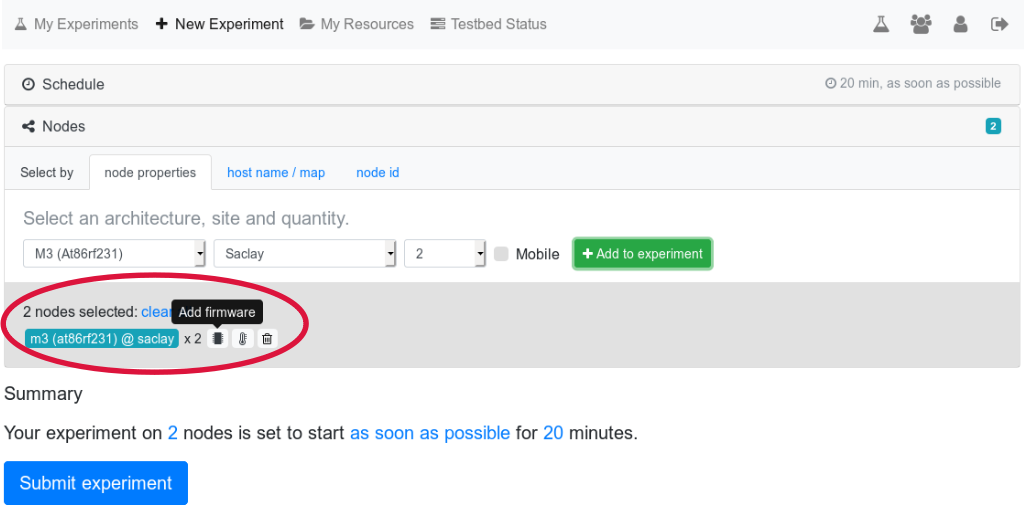 My Experiments New Experiment My Resources Testbed Status
Schedule 20 min, as soon as possible
Nodes 2
Select by node properties host name / map node id
Select an architecture, site and quantity.
M3 (At86rf231) Saclay 2 Mobile Add to experiment
2 nodes selected: clear Add firmware
m3 (at86rf231) @ saclay x 2
Summary
Your experiment on 2 nodes is set to start as soon as possible for 20 minutes.
Submit experiment